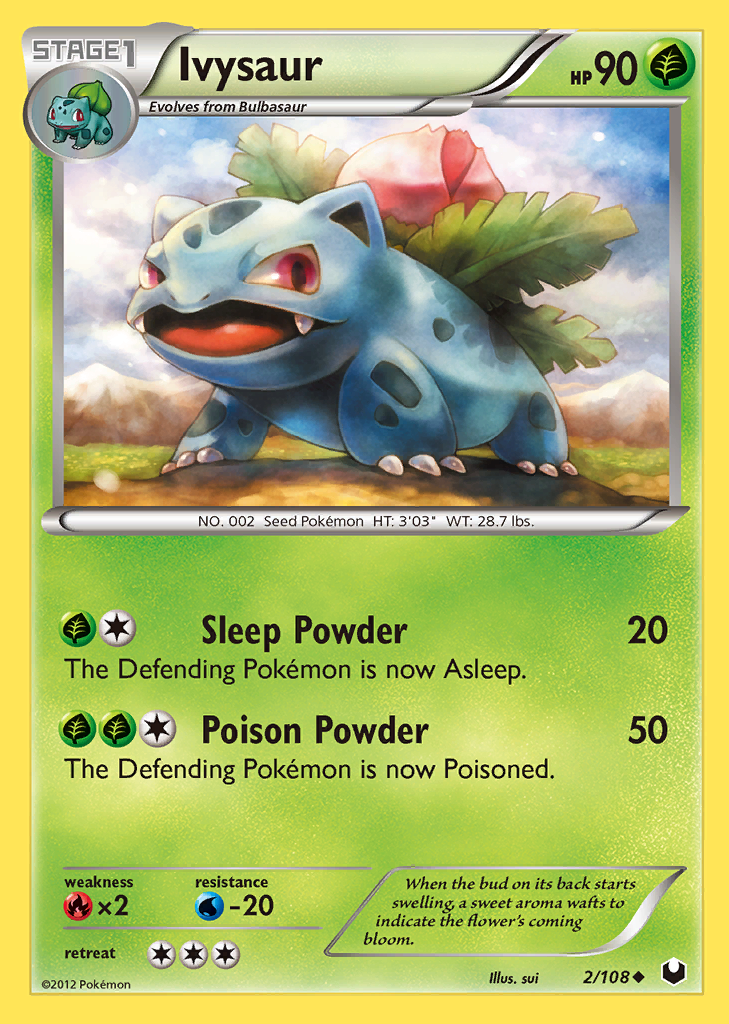 STAGE1
Ivysaur
HP 90
Evolves from Bulbasaur
NO. 002 Seed Pokémon HT: 3'03" WT: 28.7 lbs.
Sleep Powder 20
The Defending Pokémon is now Asleep.
Poison Powder 50
The Defending Pokémon is now Poisoned.
weakness
×2
resistance
-20
retreat
When the bud on its back starts
swelling, a sweet aroma wafts to
indicate the flower's coming
bloom.
©2012 Pokémon
Illus. sui
2/108